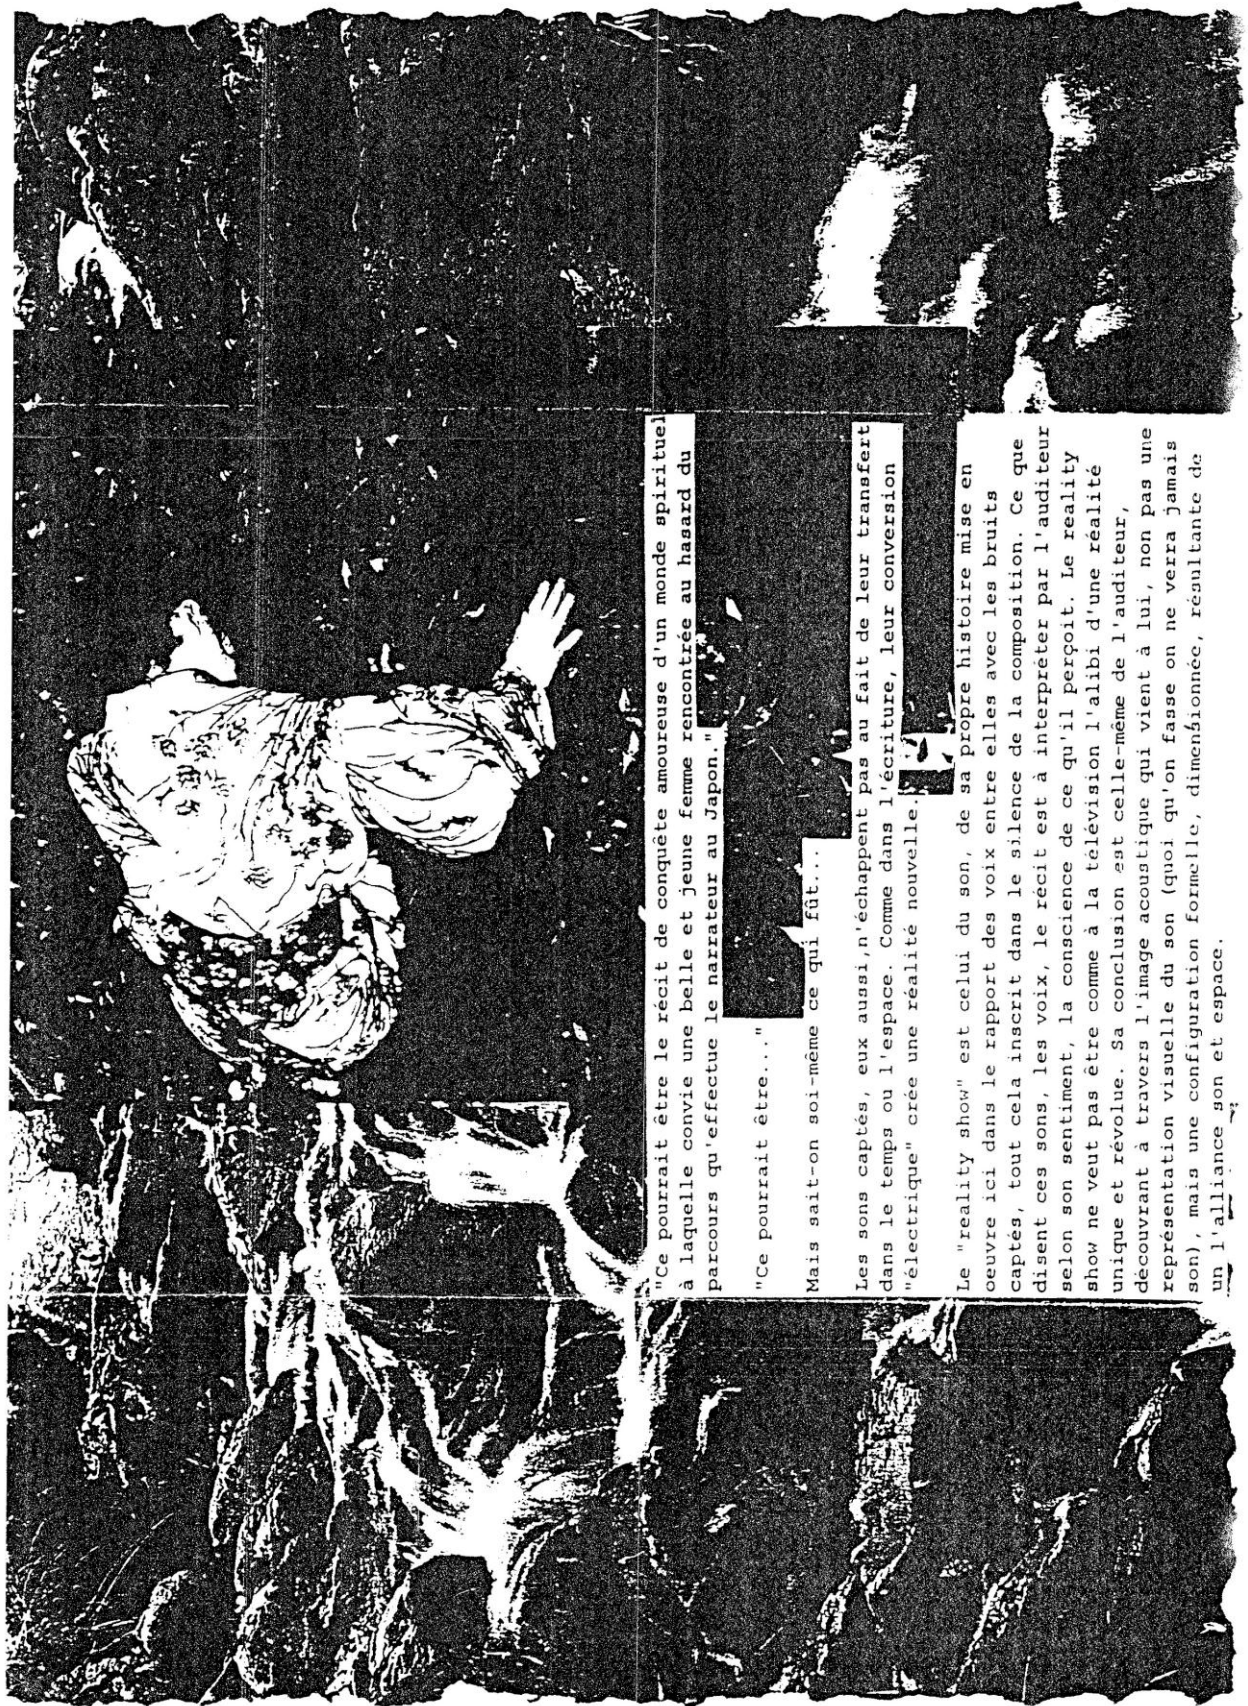 "Ce pourrait être le récit de conquête amoureuse d'un monde spirituel
à laquelle convie une belle et jeune femme rencontrée au hasard du
parcours qu'effectue le narrateur au Japon."
"Ce pourrait être..."
Mais sait-on soi-même ce qui fût...
Les sons captés, eux aussi,n'échappent pas au fait de leur transfert
dans le temps ou l'espace. Comme dans l'écriture, leur conversion
"électrique" crée une réalité nouvelle.
Le "reality show" est celui du son, de sa propre histoire mise en
oeuvre ici dans le rapport des voix entre elles avec les bruits
captés, tout cela inscrit dans le silence de la composition. Ce que
disent ces sons, les voix, le récit est à interpréter par l'auditeur
selon son sentiment, la conscience de ce qu'il perçoit. Le reality
show ne veut pas être comme à la télévision l'alibi d'une réalité
unique et révolue. Sa conclusion est celle-même de l'auditeur,
découvrant à travers l'image acoustique qui vient à lui, non pas une
représentation visuelle du son (quoi qu'on fasse on ne verra jamais
son), mais une configuration formelle, dimensionnée, résultante de
un l'alliance son et espace.